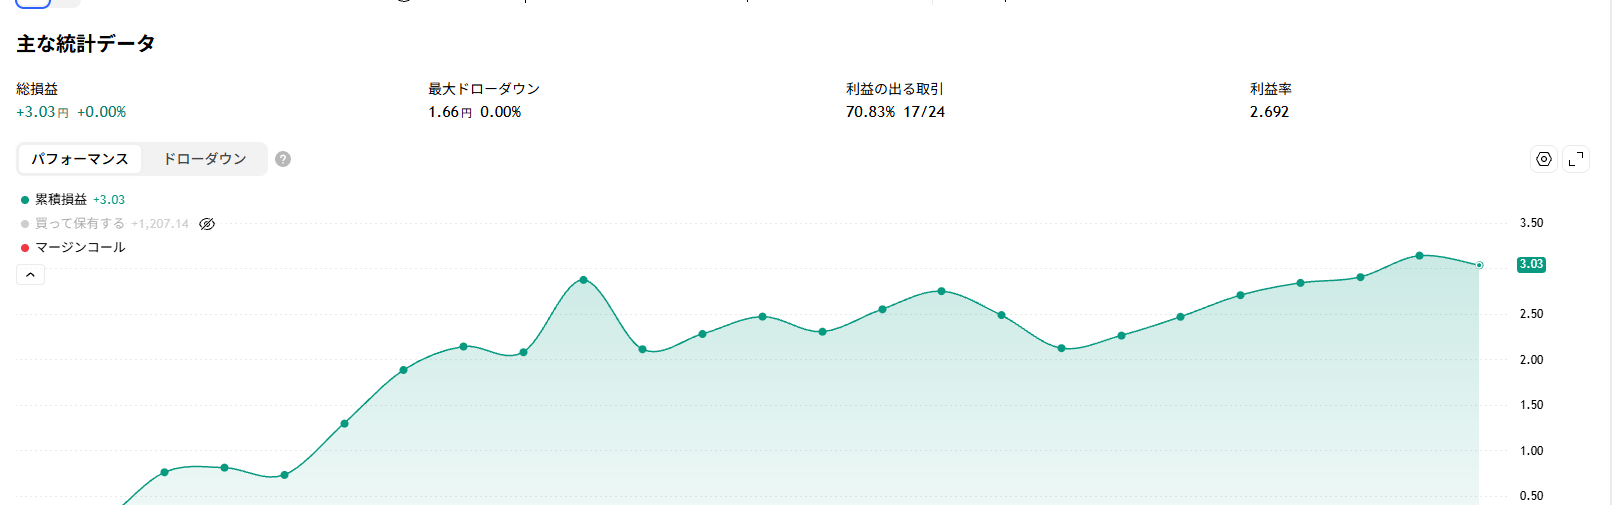 主な統計データ
総損益 最大ドローダウン 利益の出る取引 利益率
+3.03円 +0.00% 1.66円 0.00% 70.83% 17/24 2.692
パフォーマンス ドローダウン ?
累積損益 +3.03
買って保有する +1,207.14
マージンコール
3.50
3.03
2.50
2.00
1.50
1.00
0.50